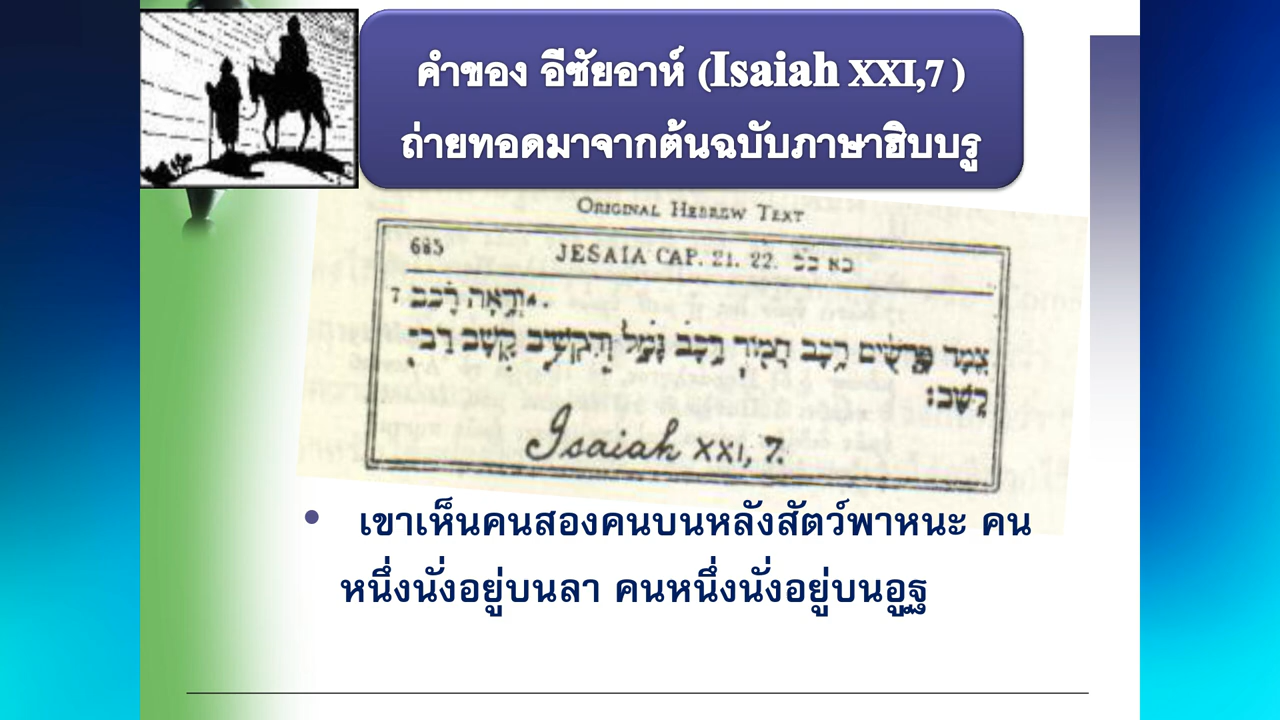 คำของ อีซัยอาห์ (Isaiah XXI,7 )
ถ่ายทอดมาจากต้นฉบับภาษาฮิบบรู
ORIGINAL HEBREW TEXT
685 JESAIA CAP. 21. 22. כא כב
7 וְרָאָה רֶכֶב
צֶמֶד פָּרָשִׁים רֶכֶב חֲמוֹר רֶכֶב גָּמָל וְהִקְשִׁיב קֶשֶׁב רַב־
קָשֶׁב׃
Isaiah XXI, 7.
• เขาเห็นคนสองคนบนหลังสัตว์พาหนะ คน
หนึ่งนั่งอยู่บนลา คนหนึ่งนั่งอยู่บนอูฐ